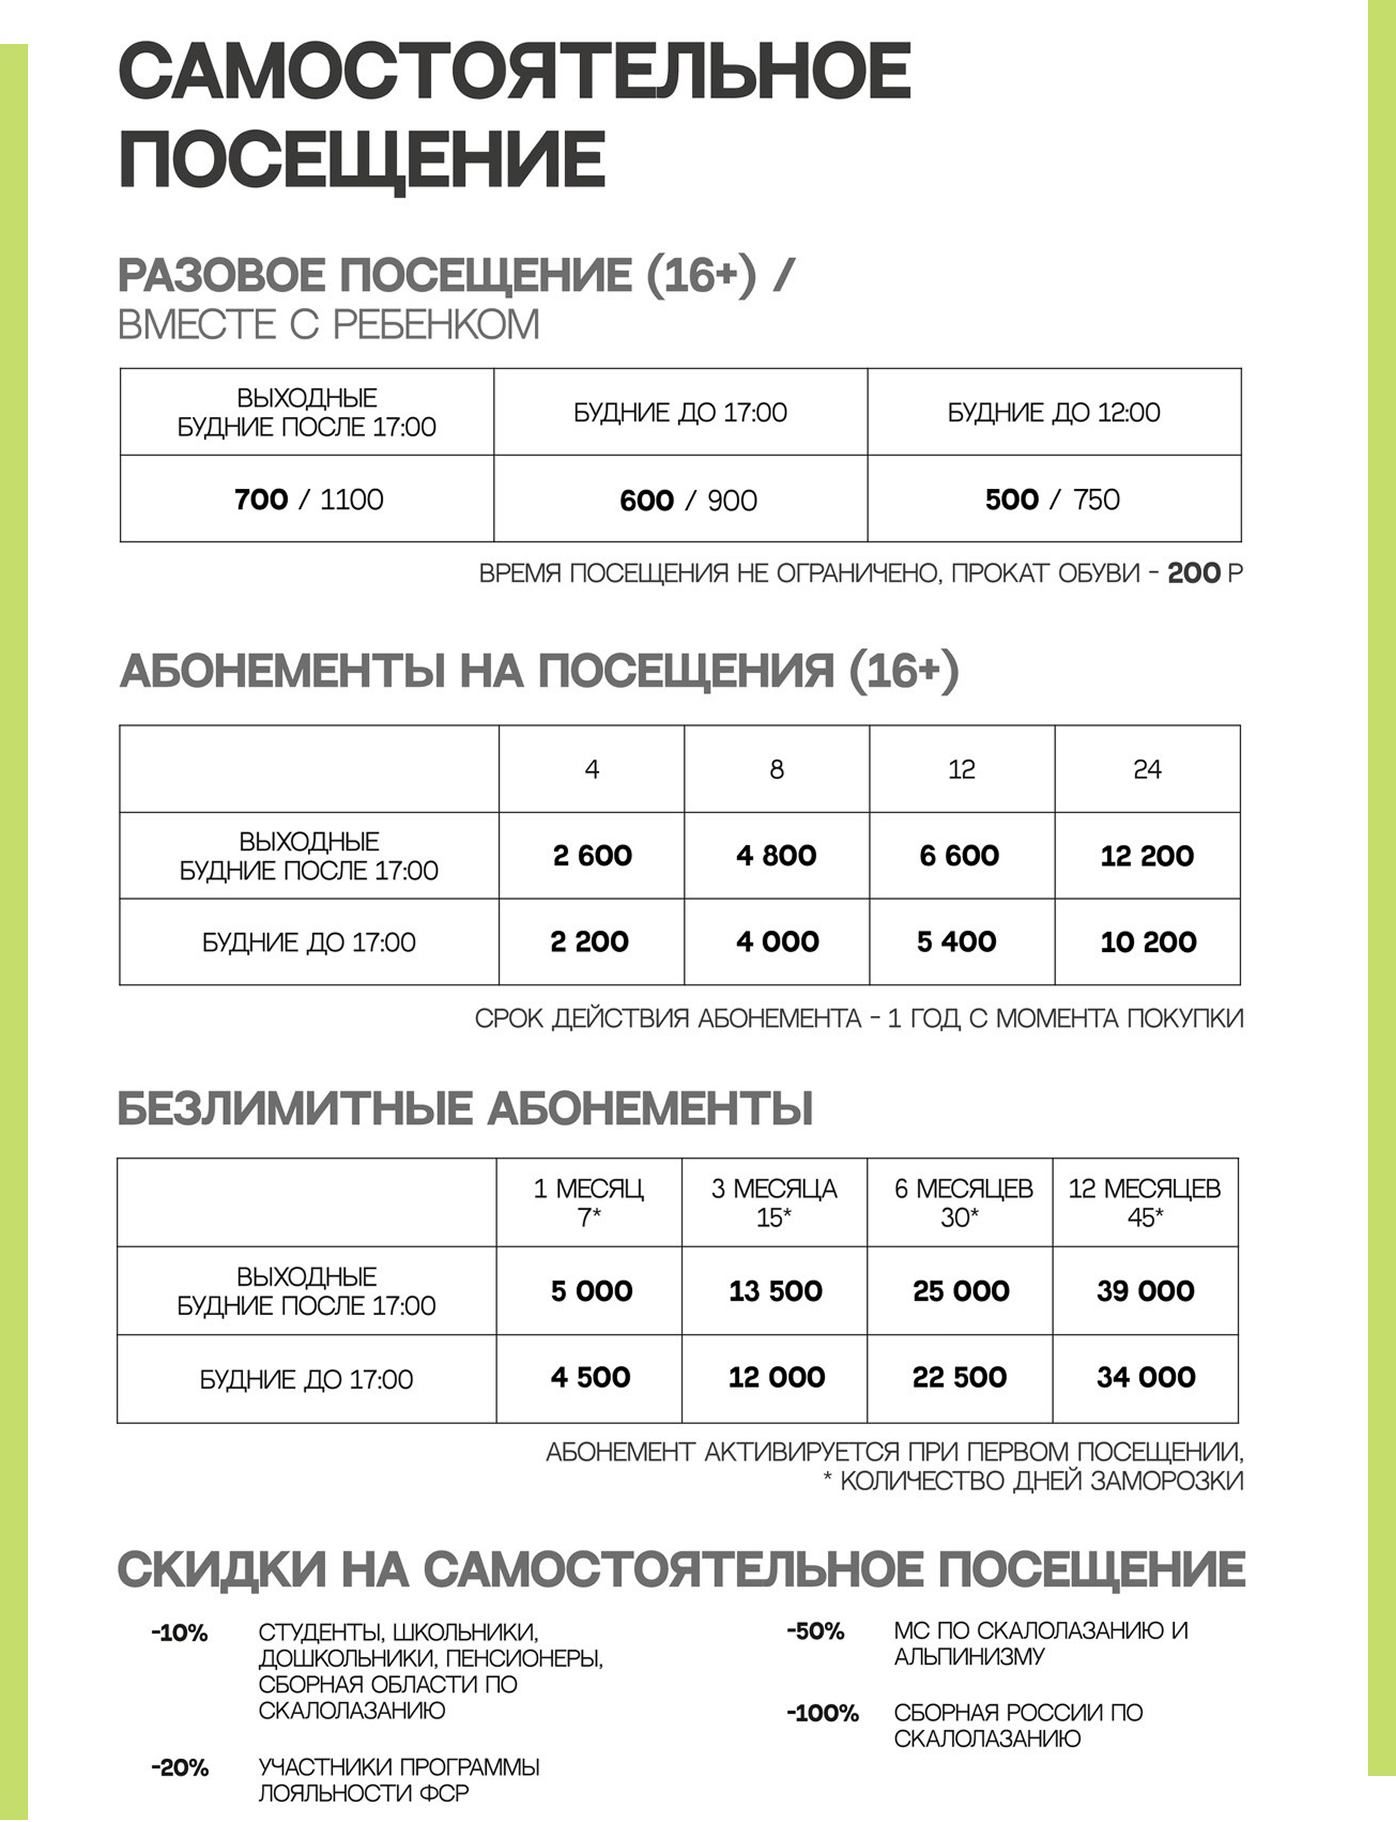 САМОСТОЯТЕЛЬНОЕ
ПОСЕЩЕНИЕ
РАЗОВОЕ ПОСЕЩЕНИЕ (16+) /
ВМЕСТЕ С РЕБЕНКОМ
ВЫХОДНЫЕ
БУДНИЕ ПОСЛЕ 17:00
БУДНИЕ ДО 17:00
БУДНИЕ ДО 12:00
700 / 1100
600 / 900
500 / 750
ВРЕМЯ ПОСЕЩЕНИЯ НЕ ОГРАНИЧЕНО, ПРОКАТ ОБУВИ - 200 Р
АБОНЕМЕНТЫ НА ПОСЕЩЕНИЯ (16+)
4
8
12
24
ВЫХОДНЫЕ
БУДНИЕ ПОСЛЕ 17:00
2 600
4 800
6 600
12 200
БУДНИЕ ДО 17:00
2 200
4 000
5 400
10 200
СРОК ДЕЙСТВИЯ АБОНЕМЕНТА - 1 ГОД С МОМЕНТА ПОКУПКИ
БЕЗЛИМИТНЫЕ АБОНЕМЕНТЫ
1 МЕСЯЦ
7*
3 МЕСЯЦА
15*
6 МЕСЯЦЕВ
30*
12 МЕСЯЦЕВ
45*
ВЫХОДНЫЕ
БУДНИЕ ПОСЛЕ 17:00
5 000
13 500
25 000
39 000
БУДНИЕ ДО 17:00
4 500
12 000
22 500
34 000
АБОНЕМЕНТ АКТИВИРУЕТСЯ ПРИ ПЕРВОМ ПОСЕЩЕНИИ,
* КОЛИЧЕСТВО ДНЕЙ ЗАМОРОЗКИ
СКИДКИ НА САМОСТОЯТЕЛЬНОЕ ПОСЕЩЕНИЕ
-10%
СТУДЕНТЫ, ШКОЛЬНИКИ,
ДОШКОЛЬНИКИ, ПЕНСИОНЕРЫ,
СБОРНАЯ ОБЛАСТИ ПО
СКАЛОЛАЗАНИЮ
-20%
УЧАСТНИКИ ПРОГРАММЫ
ЛОЯЛЬНОСТИ ФСР
-50%
МС ПО СКАЛОЛАЗАНИЮ И
АЛЬПИНИЗМУ
-100%
СБОРНАЯ РОССИИ ПО
СКАЛОЛАЗАНИЮ